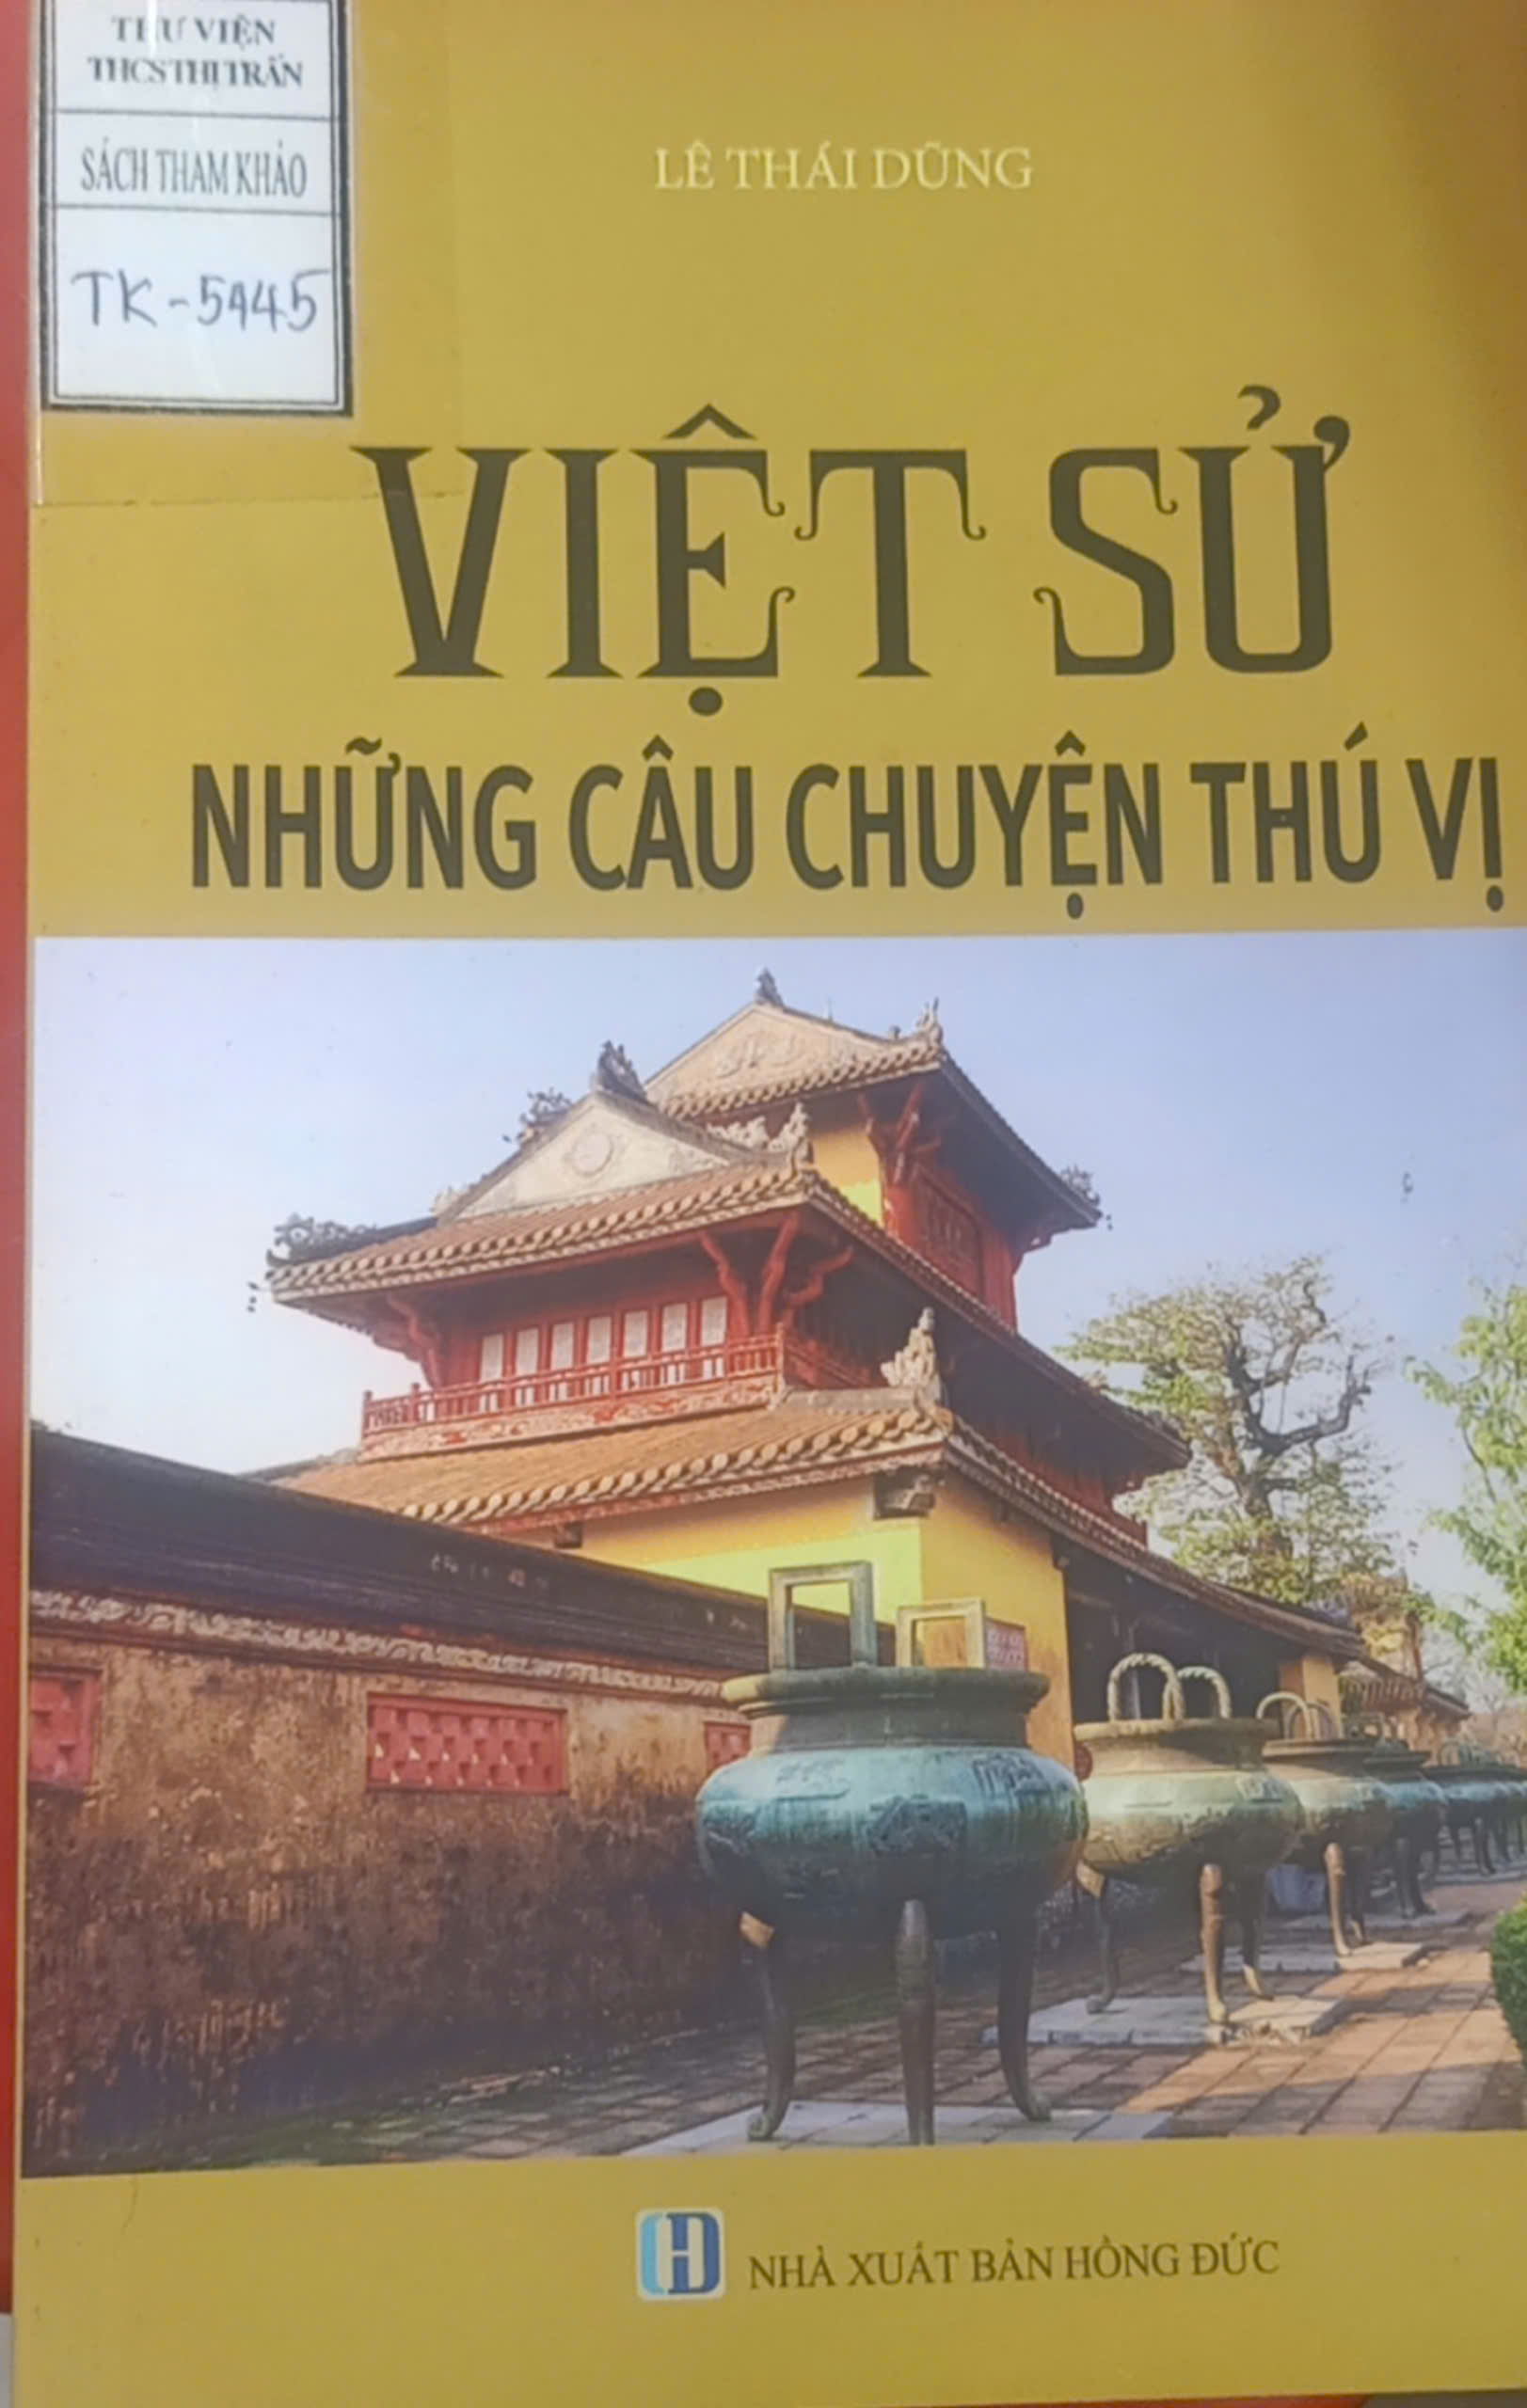 THƯ VIỆN
THCS THỊ TRẤN
SÁCH THAM KHẢO
TK-5445
LÊ THÁI DŨNG
VIỆT SỬ
NHỮNG CÂU CHUYỆN THÚ VỊ
NHÀ XUẤT BẢN HỒNG ĐỨC